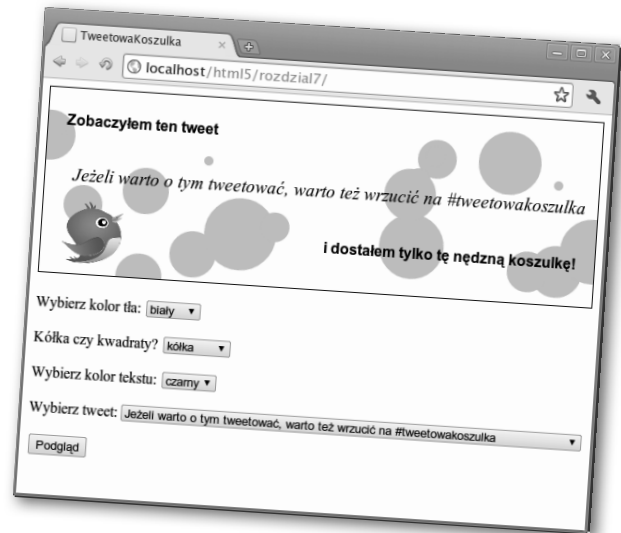 TweetowaKoszulka
localhost/html5/rozdzial7/
Zobaczyłem ten tweet
Jeżeli warto o tym tweetować, warto też wrzucić na #tweetowakoszulka
i dostałem tylko tę nędzną koszulkę!
Wybierz kolor tła: biały
Kółka czy kwadraty? kółka
Wybierz kolor tekstu: czarny
Wybierz tweet: Jeżeli warto o tym tweetować, warto też wrzucić na #tweetowakoszulka
Podgląd